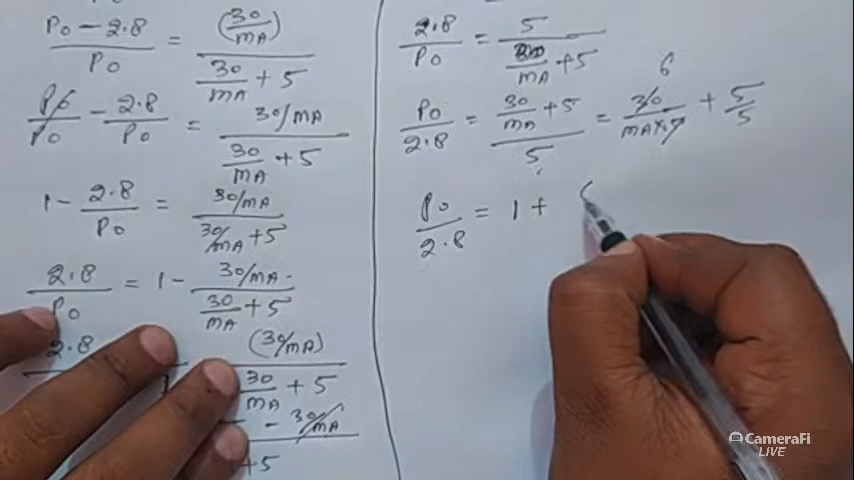 P0 - 2.8 / P0 = (30/mA) / (30/mA + 5)
P0/P0 - 2.8/P0 = 30/mA / (30/mA + 5)
1 - 2.8/P0 = 30/mA / (30/mA + 5)
2.8/P0 = 1 - 30/mA / (30/mA + 5)
2.8
(30/mA) / (30/mA + 5)
- 30/mA
+5
2.8/P0 = 5 / (30/mA + 5)
6
P0/2.8 = (30/mA + 5) / 5 = 30/mA×5 + 5/5
P0/2.8 = 1 +
CameraFi
LIVE